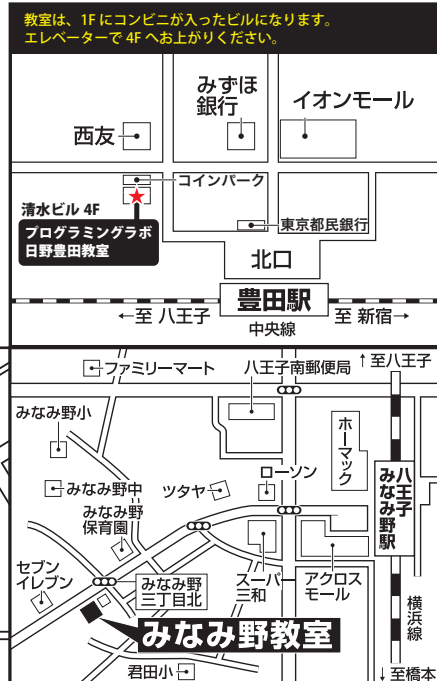 教室は、1Fにコンビニが入ったビルになります。
エレベーターで4Fへお上がりください。
みずほ
銀行
イオンモール
西友
コインパーク
清水ビル 4F
プログラミングラボ
日野豊田教室
東京都民銀行
北口
豊田駅
←至 八王子
中央線
至 新宿→
ファミリーマート
八王子南郵便局
↑至八王子
みなみ野小
ホーマック
ローソン
八王子
みなみ野駅
みなみ野中
ツタヤ
みなみ野
保育園
セブン
イレブン
みなみ野
三丁目北
スーパー
三和
アクロス
モール
横浜線
みなみ野教室
君田小
↓至橋本